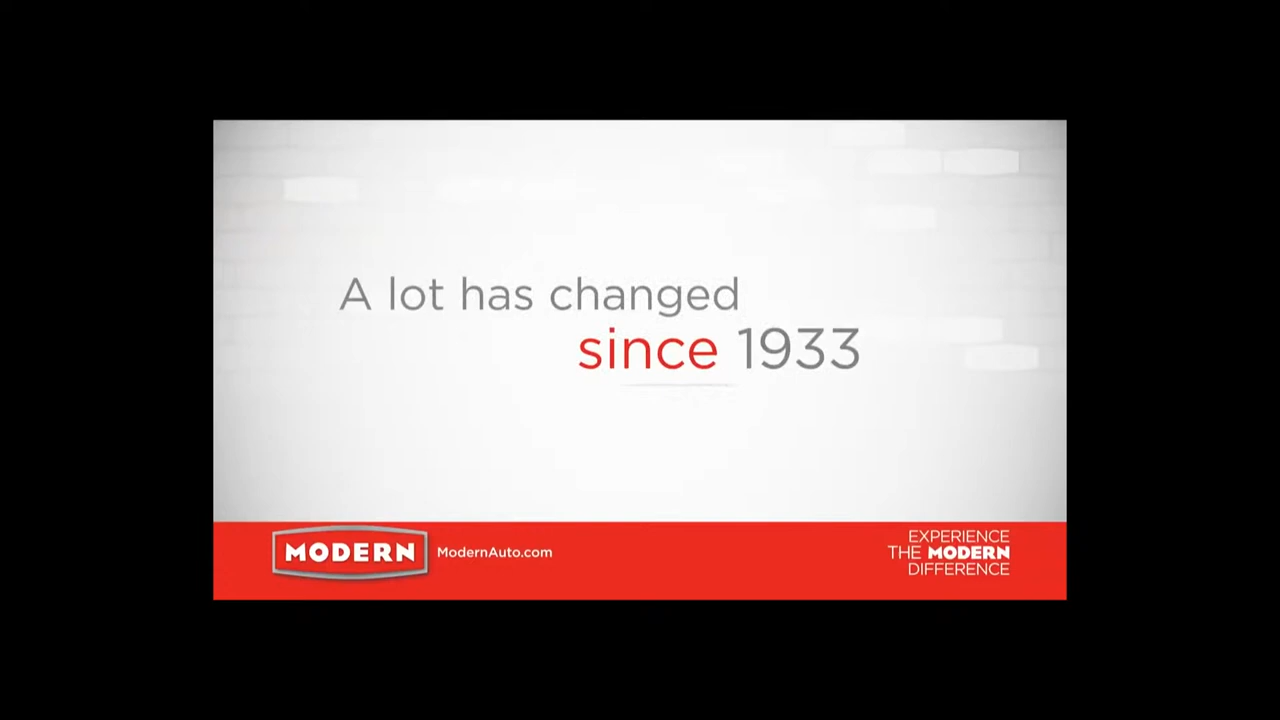 A lot has changed
since 1933
MODERN
ModernAuto.com
EXPERIENCE
THE MODERN
DIFFERENCE